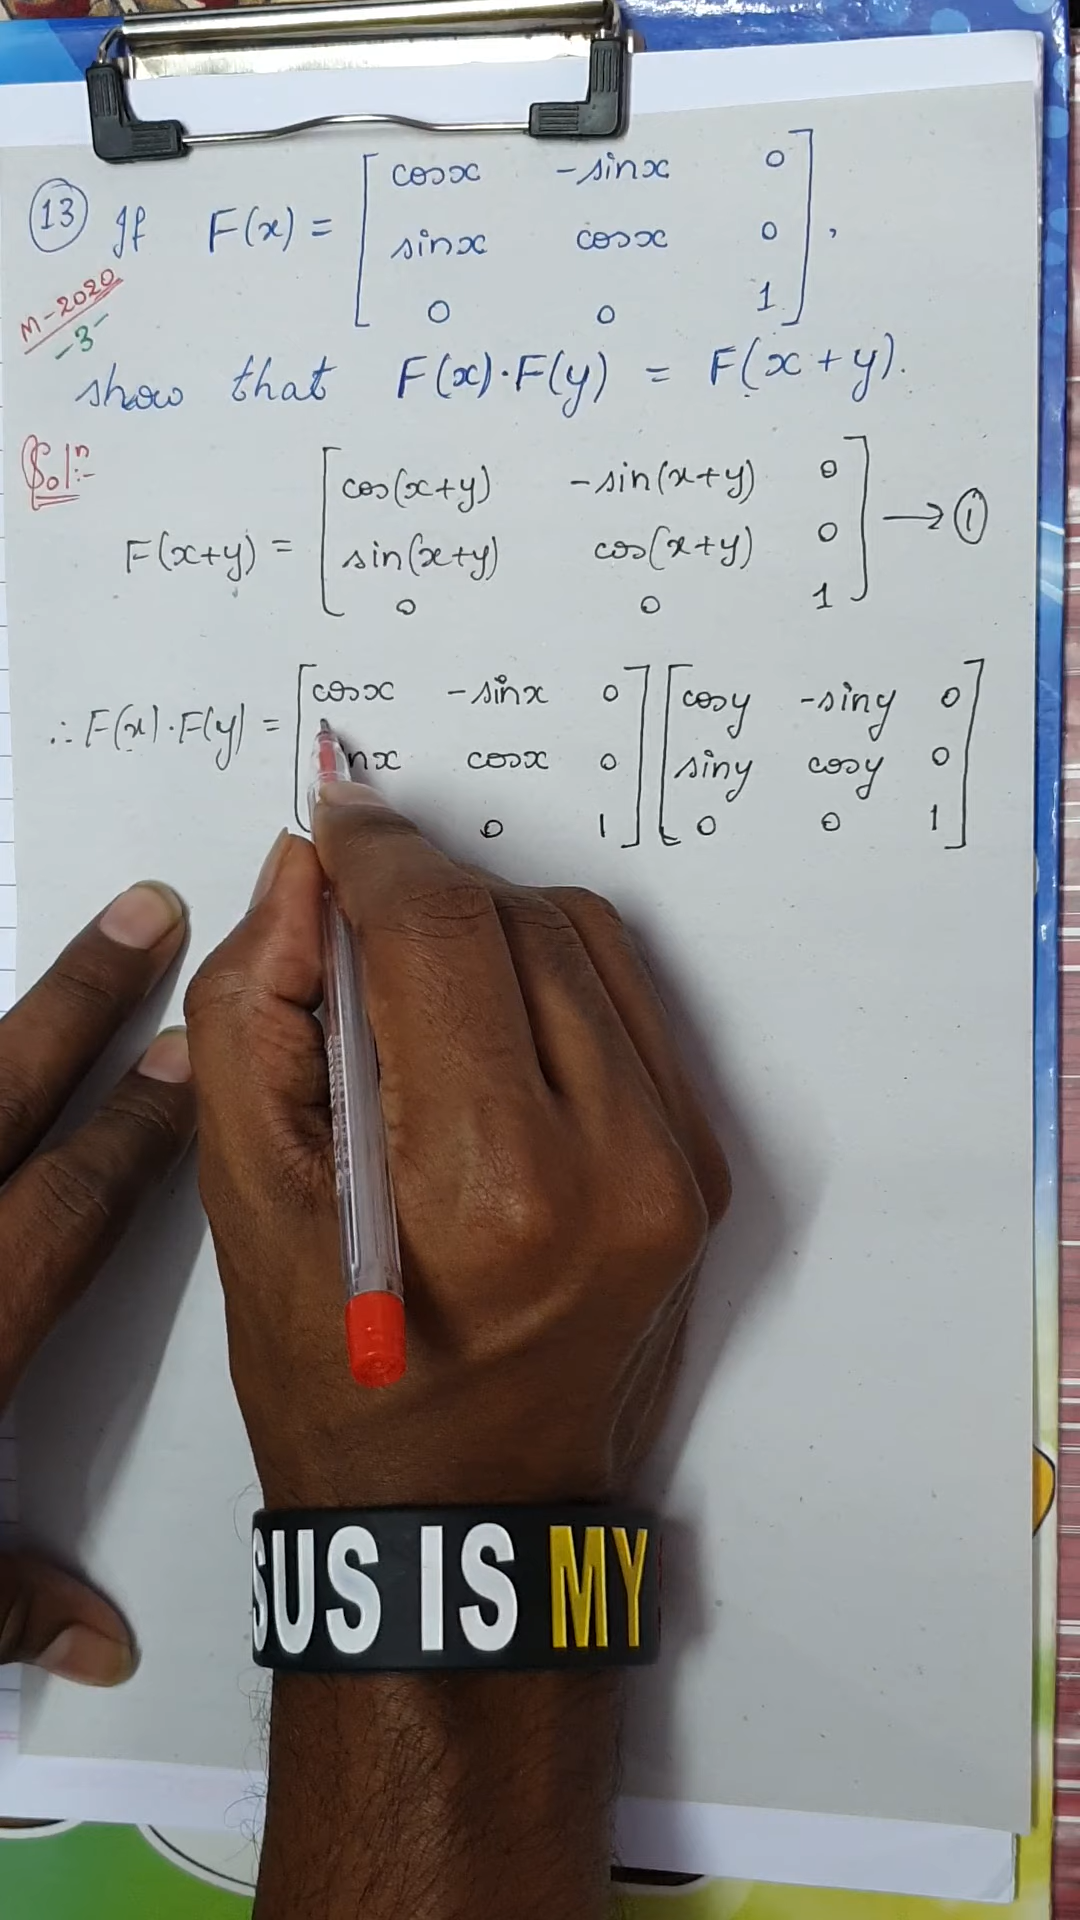 13 If F(x) = [ cosx -sinx 0
sinx cosx 0 ,
0 0 1 ]
M-2020
-3-
show that F(x)·F(y) = F(x+y).
Solⁿ:-
F(x+y) = [ cos(x+y) -sin(x+y) 0
sin(x+y) cos(x+y) 0
0 0 1 ] → 1
∴ F(x)·F(y) = [ cosx -sinx 0 ] [ cosy -siny 0
nx cosx 0 siny cosy 0
0 1 0 0 1 ]
SUS IS MY